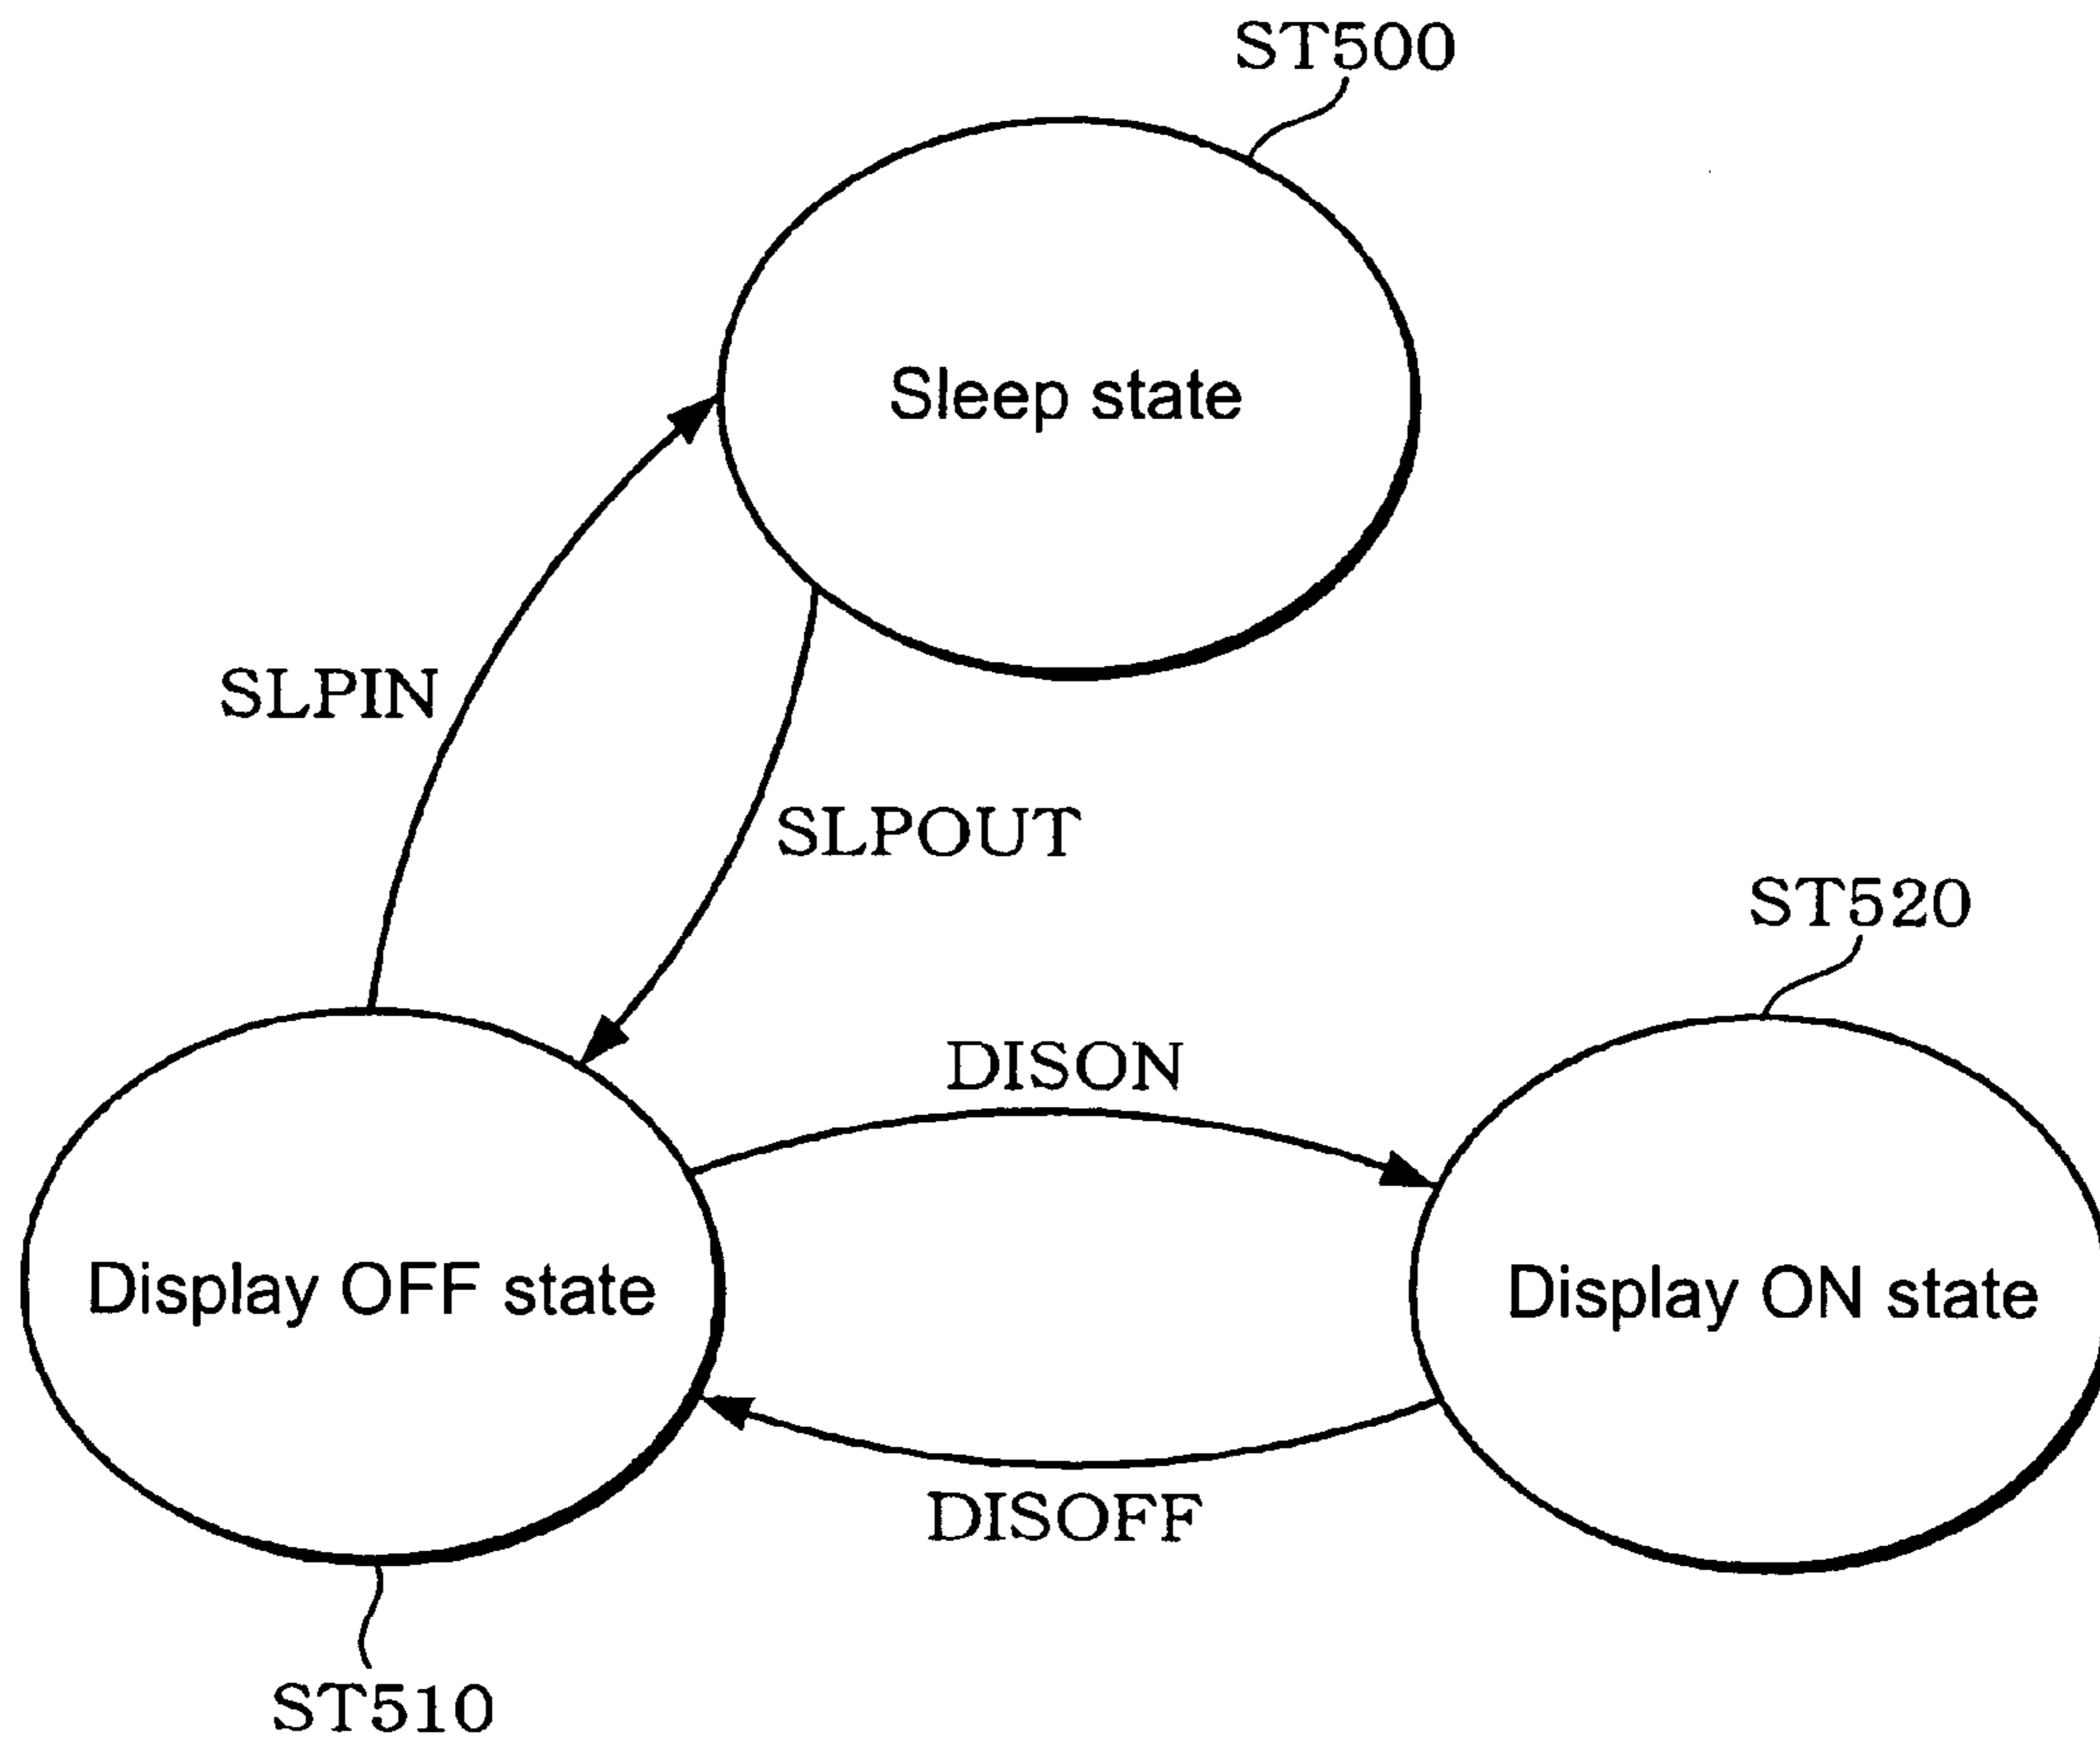 ST500
Sleep state
SLPIN
SLPOUT
ST520
DISON
Display OFF state
Display ON state
DISOFF
ST510